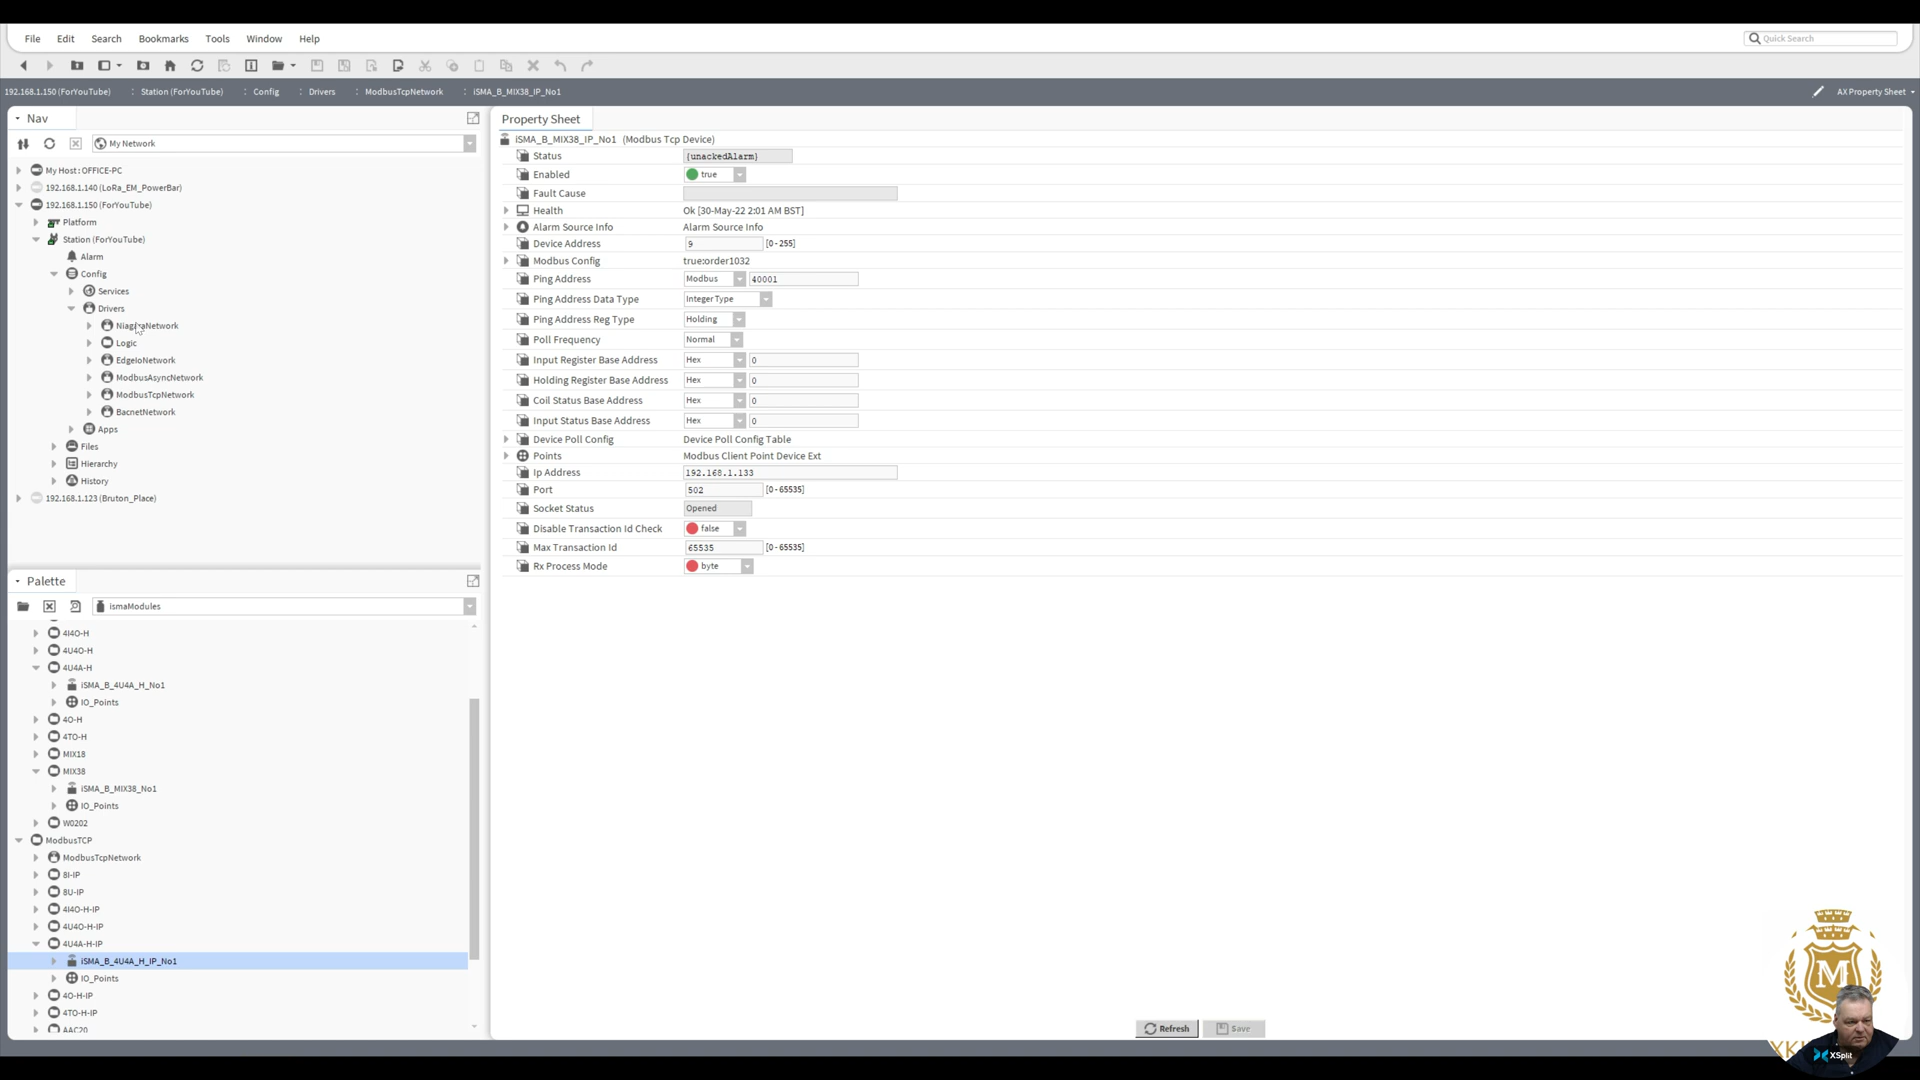 File Edit Search Bookmarks Tools Window Help
Quick Search
192.168.1.150 (ForYouTube) : Station (ForYouTube) : Config : Drivers : ModbusTcpNetwork : iSMA_B_MIX38_IP_No1
AX Property Sheet
Nav
My Network
My Host : OFFICE-PC
192.168.1.140 (LoRa_EM_PowerBar)
192.168.1.150 (ForYouTube)
Platform
Station (ForYouTube)
Alarm
Config
Services
Drivers
NiagaraNetwork
Logic
EdgeIoNetwork
ModbusAsyncNetwork
ModbusTcpNetwork
BacnetNetwork
Apps
Files
Hierarchy
History
192.168.1.123 (Bruton_Place)
Palette
ismaModules
4I4O-H
4U4O-H
4U4A-H
iSMA_B_4U4A_H_No1
IO_Points
4O-H
4TO-H
MIX18
MIX38
iSMA_B_MIX38_No1
IO_Points
W0202
ModbusTCP
ModbusTcpNetwork
8I-IP
8U-IP
4I4O-H-IP
4U4O-H-IP
4U4A-H-IP
iSMA_B_4U4A_H_IP_No1
IO_Points
4O-H-IP
4TO-H-IP
AAC20
Property Sheet
iSMA_B_MIX38_IP_No1 (Modbus Tcp Device)
Status {unackedAlarm}
Enabled true
Fault Cause
Health Ok [30-May-22 2:01 AM BST]
Alarm Source Info Alarm Source Info
Device Address 9 [0-255]
Modbus Config true:order1032
Ping Address Modbus 40001
Ping Address Data Type Integer Type
Ping Address Reg Type Holding
Poll Frequency Normal
Input Register Base Address Hex 0
Holding Register Base Address Hex 0
Coil Status Base Address Hex 0
Input Status Base Address Hex 0
Device Poll Config Device Poll Config Table
Points Modbus Client Point Device Ext
Ip Address 192.168.1.133
Port 502 [0-65535]
Socket Status Opened
Disable Transaction Id Check false
Max Transaction Id 65535 [0-65535]
Rx Process Mode byte
Refresh Save
M
XSplit